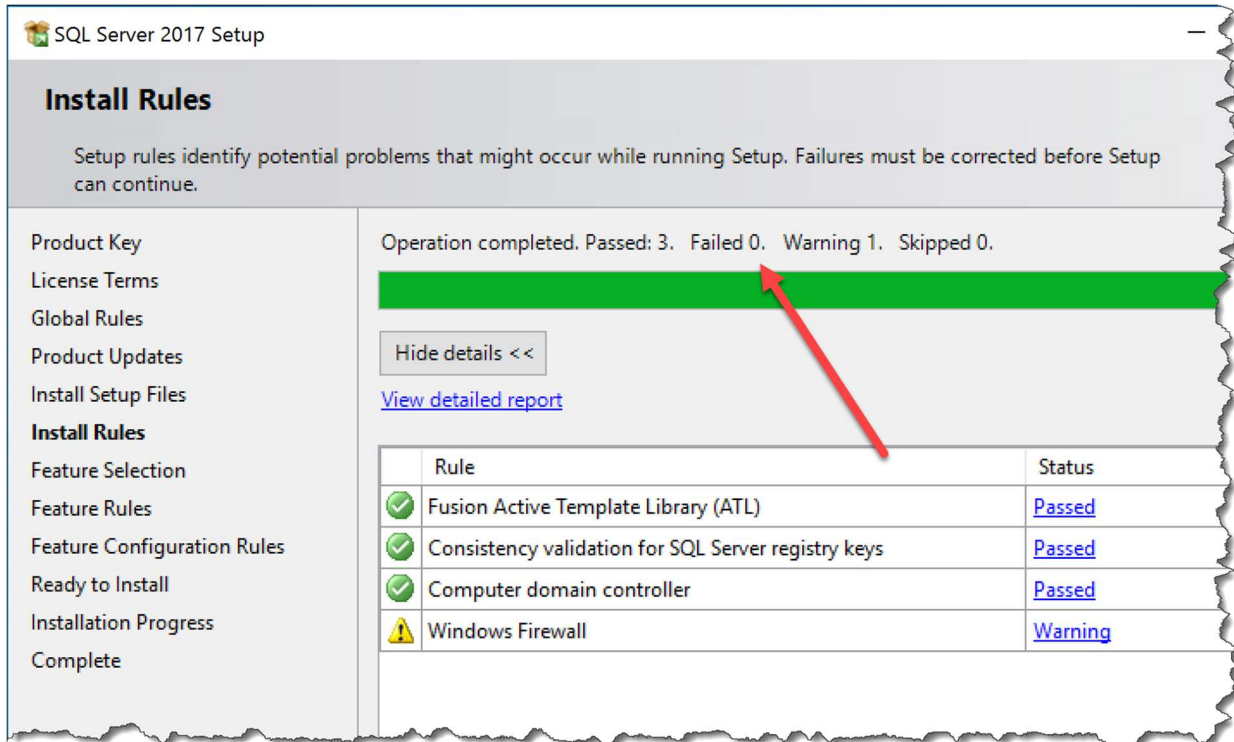 SQL Server 2017 Setup
Install Rules
Setup rules identify potential problems that might occur while running Setup. Failures must be corrected before Setup
can continue.
Product Key
License Terms
Global Rules
Product Updates
Install Setup Files
Install Rules
Feature Selection
Feature Rules
Feature Configuration Rules
Ready to Install
Installation Progress
Complete
Operation completed. Passed: 3. Failed 0. Warning 1. Skipped 0.
Hide details <<
View detailed report
Rule Status
Fusion Active Template Library (ATL) Passed
Consistency validation for SQL Server registry keys Passed
Computer domain controller Passed
Windows Firewall Warning